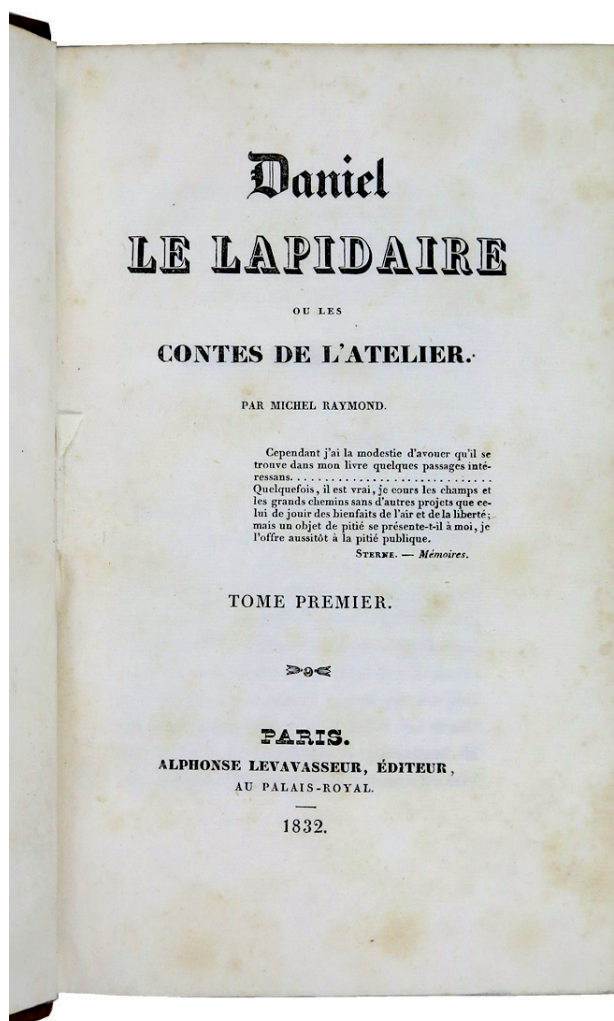 Daniel
LE LAPIDAIRE
OU LES
CONTES DE L'ATELIER.
PAR MICHEL RAYMOND.
Cependant j'ai la modestie d'avouer qu'il se
trouve dans mon livre quelques passages inté-
ressans. . . . . . . . . . . . . . . . . . . . . . . . . . . . . .
Quelquefois, il est vrai, je cours les champs et
les grands chemins sans d'autres projets que ce-
lui de jouir des bienfaits de l'air et de la liberté;
mais un objet de pitié se présente-t-il à moi, je
l'offre aussitôt à la pitié publique.
STERNE. — Mémoires.
TOME PREMIER.
PARIS.
ALPHONSE LEVAVASSEUR, ÉDITEUR,
AU PALAIS-ROYAL.
1832.